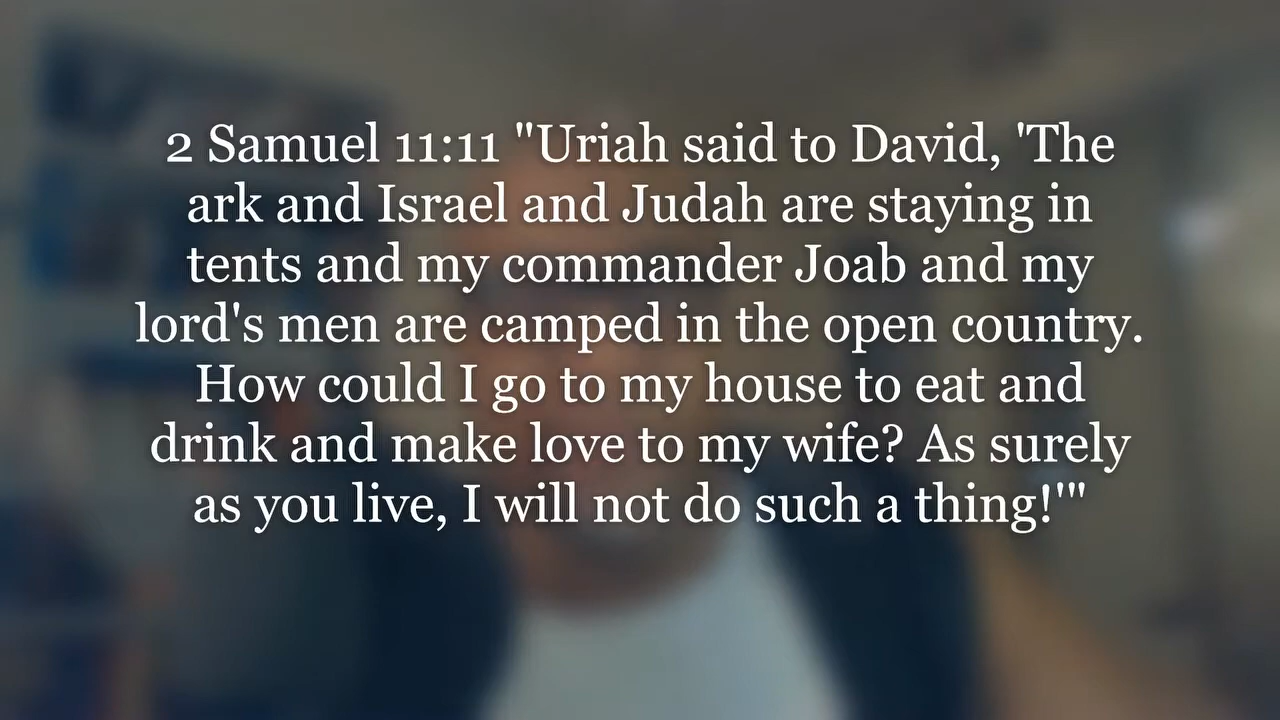 2 Samuel 11:11 "Uriah said to David, 'The
ark and Israel and Judah are staying in
tents and my commander Joab and my
lord's men are camped in the open country.
How could I go to my house to eat and
drink and make love to my wife? As surely
as you live, I will not do such a thing!'"